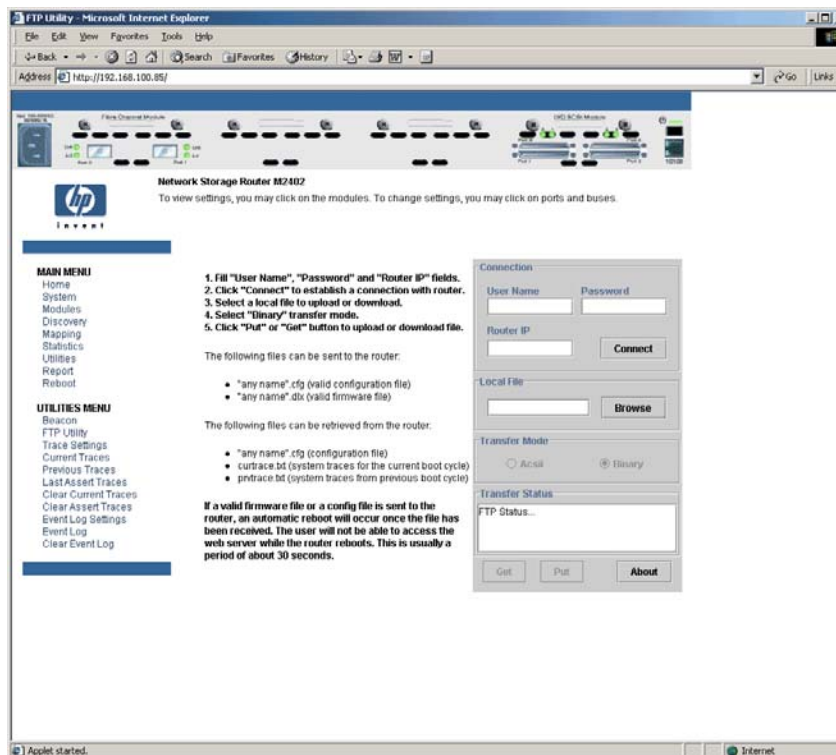 FTP Utility - Microsoft Internet Explorer
File Edit View Favorites Tools Help
Back Search Favorites History
Address http://192.168.100.85/ Go Links
Fibre Channel Module LVD SCSI Module
Network Storage Router M2402
To view settings, you may click on the modules. To change settings, you may click on ports and buses.
hp
invent
MAIN MENU
Home
System
Modules
Discovery
Mapping
Statistics
Utilities
Report
Reboot
UTILITIES MENU
Beacon
FTP Utility
Trace Settings
Current Traces
Previous Traces
Last Assert Traces
Clear Current Traces
Clear Assert Traces
Event Log Settings
Event Log
Clear Event Log
1. Fill "User Name", "Password" and "Router IP" fields.
2. Click "Connect" to establish a connection with router.
3. Select a local file to upload or download.
4. Select "Binary" transfer mode.
5. Click "Put" or "Get" button to upload or download file.
The following files can be sent to the router:
• "any name".cfg (valid configuration file)
• "any name".dlx (valid firmware file)
The following files can be retrieved from the router:
• "any name".cfg (configuration file)
• curtrace.txt (system traces for the current boot cycle)
• prvtrace.txt (system traces from previous boot cycle)
If a valid firmware file or a config file is sent to the
router, an automatic reboot will occur once the file has
been received. The user will not be able to access the
web server while the router reboots. This is usually a
period of about 30 seconds.
Connection
User Name Password
Router IP
Connect
Local File
Browse
Transfer Mode
Acsii Binary
Transfer Status
FTP Status...
Get Put About
Applet started. Internet